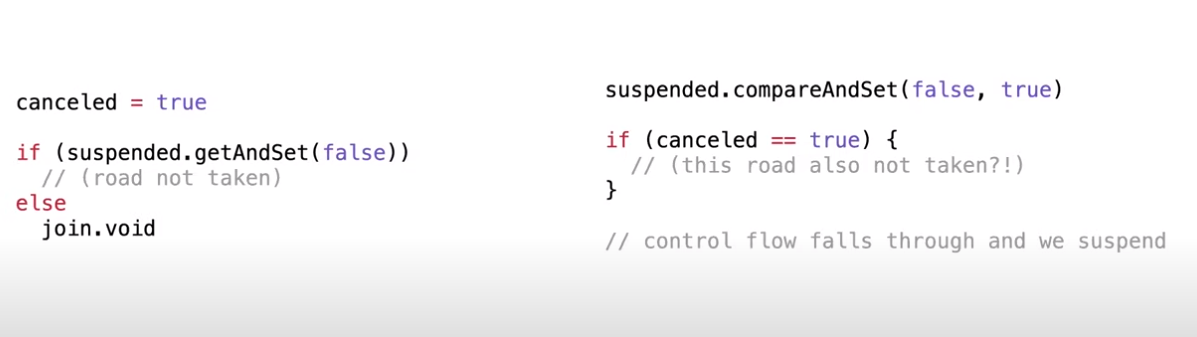 canceled = true
if (suspended.getAndSet(false))
// (road not taken)
else
join.void
suspended.compareAndSet(false, true)
if (canceled == true) {
// (this road also not taken?!)
}
// control flow falls through and we suspend